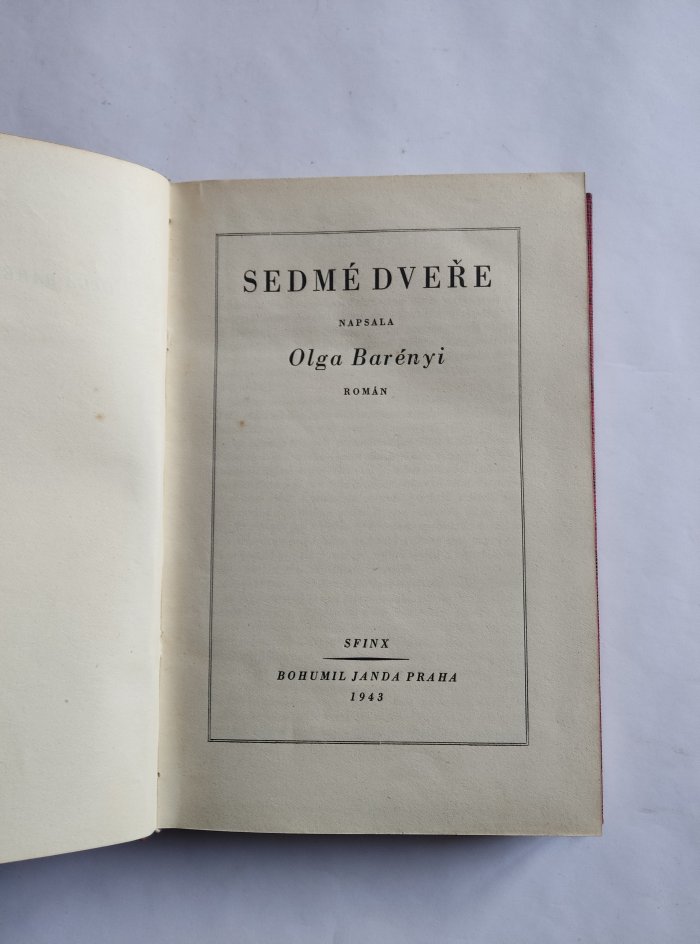 SEDMÉ DVEŘE
NAPSALA
Olga Barényi
ROMÁN
SFINX
BOHUMIL JANDA PRAHA
1943